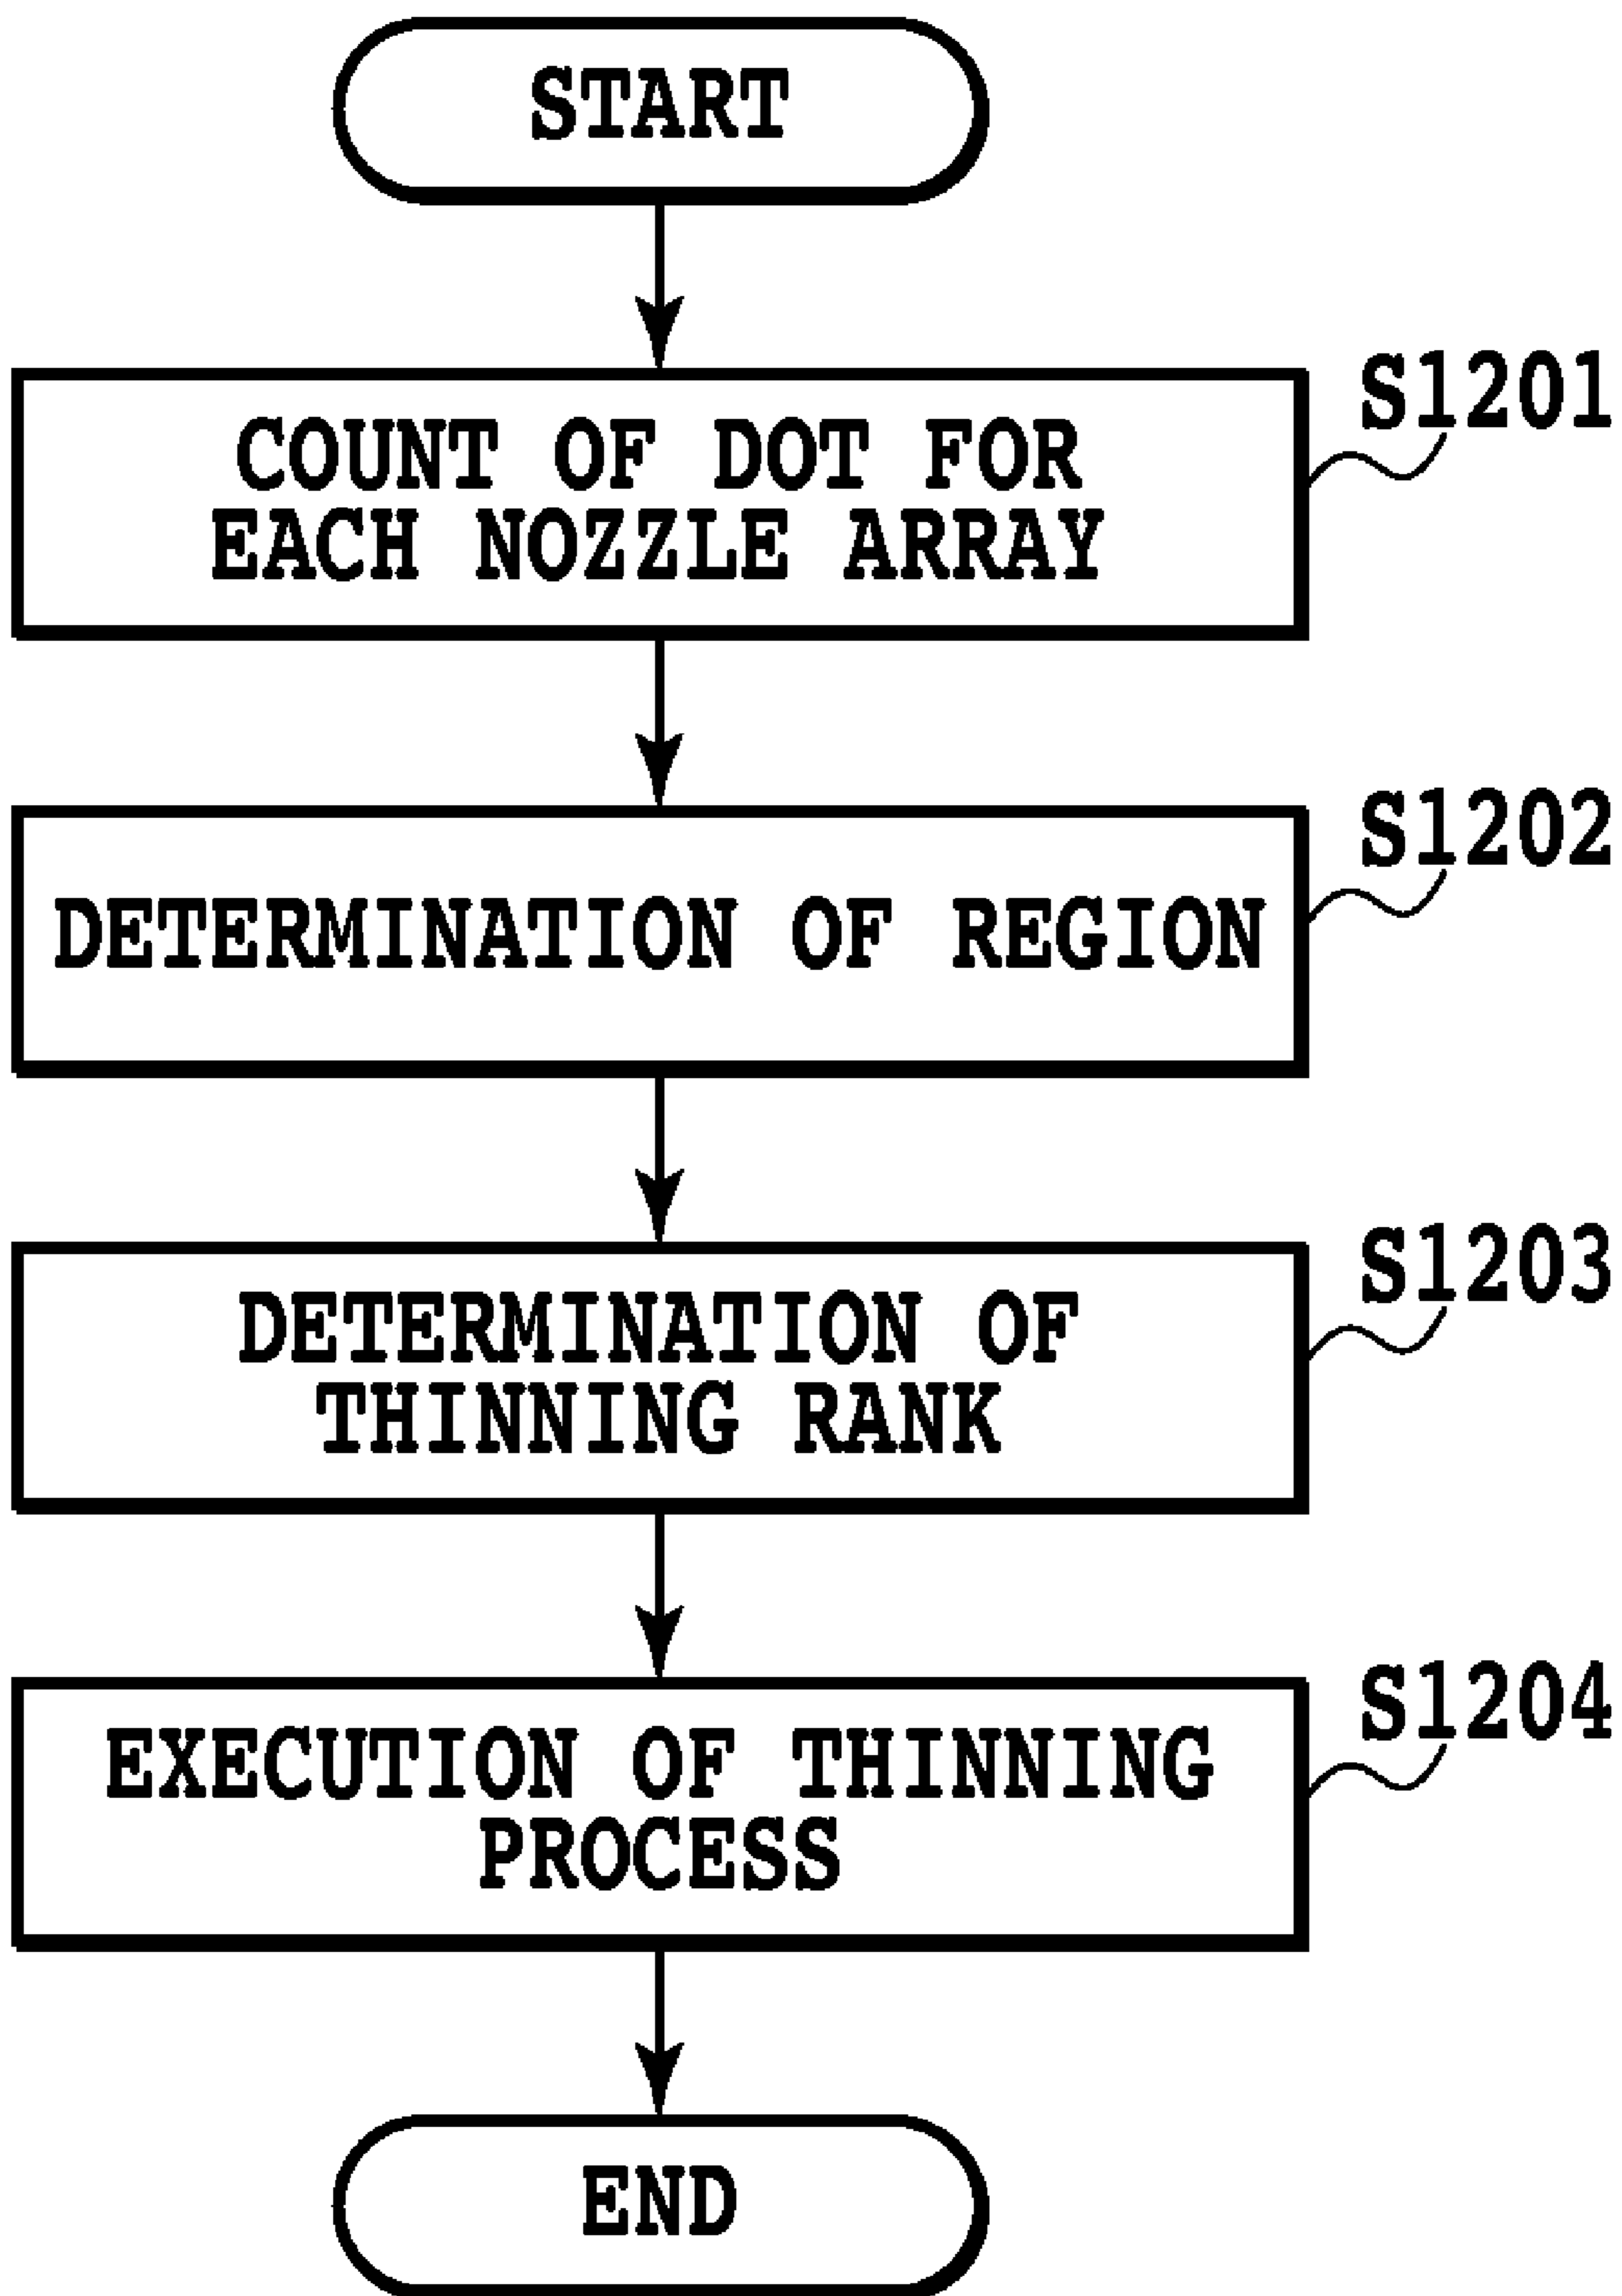 START
S1201
COUNT OF DOT FOR
EACH NOZZLE ARRAY
S1202
DETERMINATION OF REGION
S1203
DETERMINATION OF
THINNING RANK
S1204
EXECUTION OF THINNING
PROCESS
END